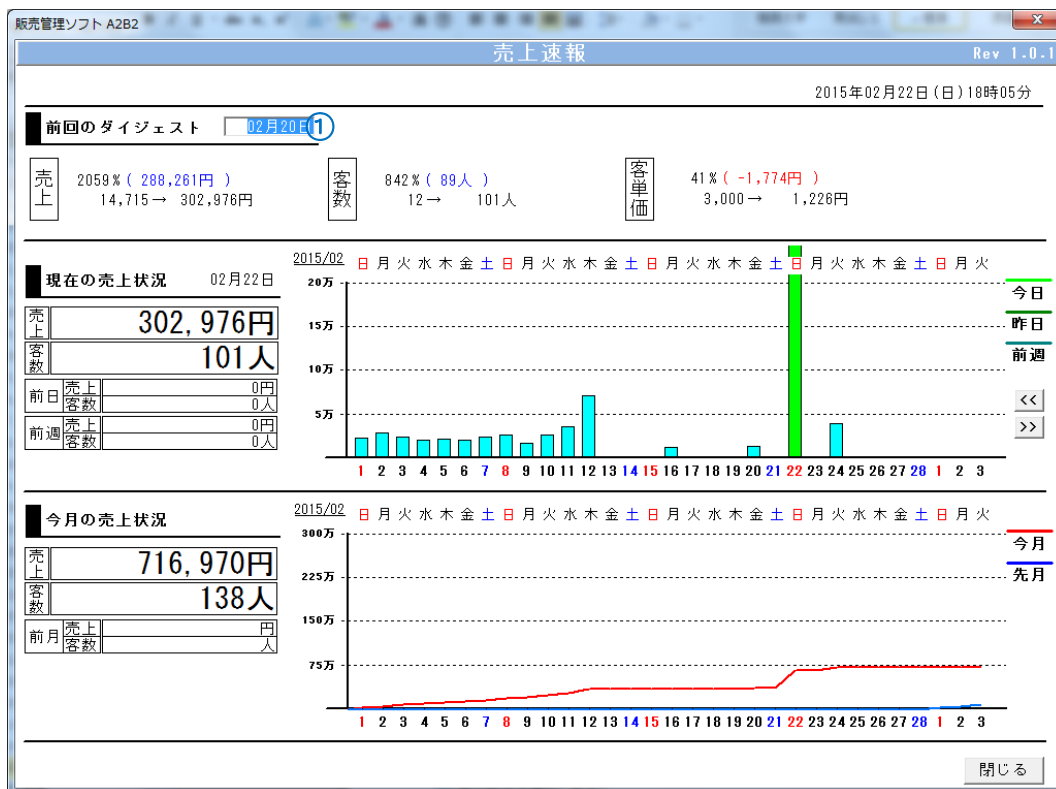 販売管理ソフト A2B2
売上速報
Rev 1.0.1
2015年02月22日(日)18時05分
前回のダイジェスト 02月20日 ①
売上 2059%( 288,261円 )
14,715→ 302,976円
客数 842%( 89人 )
12→ 101人
客単価 41%( -1,774円 )
3,000→ 1,226円
現在の売上状況 02月22日
売上 302,976円
客数 101人
前日 売上 0円
客数 0人
前週 売上 0円
客数 0人
2015/02 日 月 火 水 木 金 土 日 月 火 水 木 金 土 日 月 火 水 木 金 土 日 月 火 水 木 金 土 日 月 火
20万
15万
10万
5万
1 2 3 4 5 6 7 8 9 10 11 12 13 14 15 16 17 18 19 20 21 22 23 24 25 26 27 28 1 2 3
今日
昨日
前週
<<
>>
今月の売上状況
売上 716,970円
客数 138人
前月 売上 円
客数 人
2015/02 日 月 火 水 木 金 土 日 月 火 水 木 金 土 日 月 火 水 木 金 土 日 月 火 水 木 金 土 日 月 火
300万
225万
150万
75万
1 2 3 4 5 6 7 8 9 10 11 12 13 14 15 16 17 18 19 20 21 22 23 24 25 26 27 28 1 2 3
今月
先月
閉じる